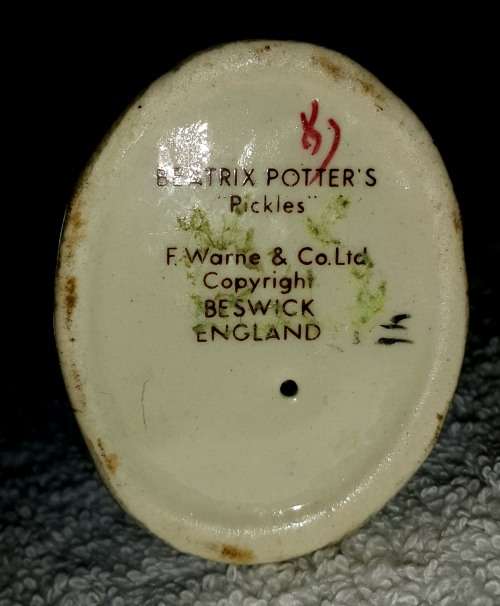 BEATRIX POTTER'S
"Pickles"
F. Warne & Co. Ltd.
Copyright
BESWICK
ENGLAND